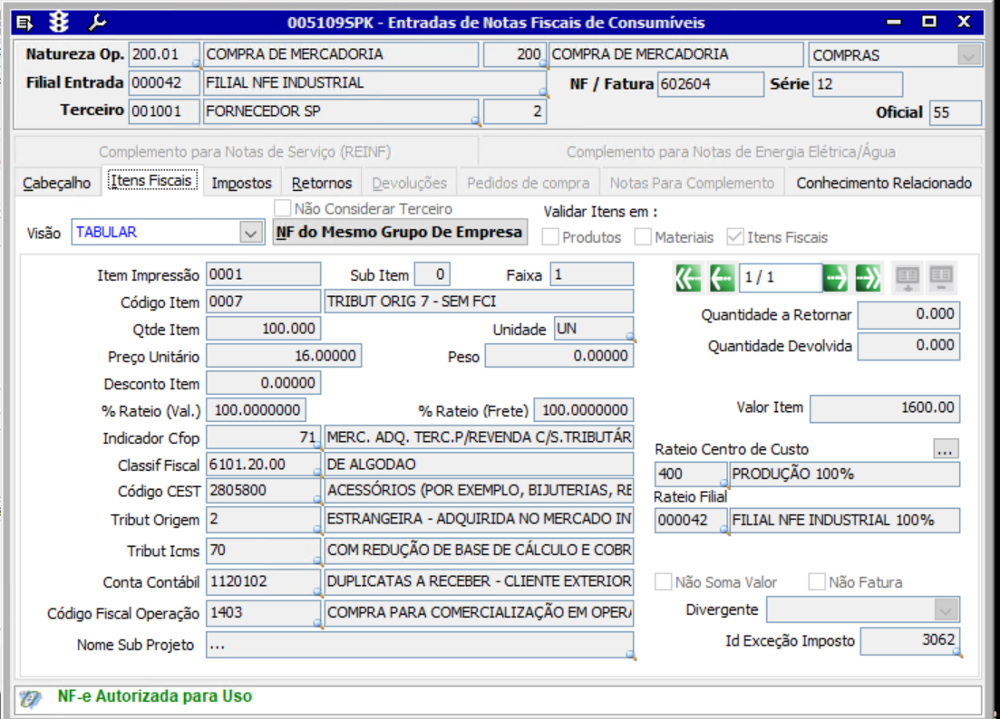 005109SPK - Entradas de Notas Fiscais de Consumíveis
Natureza Op. 200.01 COMPRA DE MERCADORIA 200 COMPRA DE MERCADORIA COMPRAS
Filial Entrada 000042 FILIAL NFE INDUSTRIAL NF / Fatura 602604 Série 12
Terceiro 001001 FORNECEDOR SP 2 Oficial 55
Complemento para Notas de Serviço (REINF) Complemento para Notas de Energia Elétrica/Água
Cabeçalho Itens Fiscais Impostos Retornos Devoluções Pedidos de compra Notas Para Complemento Conhecimento Relacionado
Não Considerar Terceiro Validar Itens em :
Visão TABULAR NF do Mesmo Grupo De Empresa Produtos Materiais Itens Fiscais
Item Impressão 0001 Sub Item 0 Faixa 1 1 / 1
Código Item 0007 TRIBUT ORIG 7 - SEM FCI
Quantidade a Retornar 0.000
Qtde Item 100.000 Unidade UN
Quantidade Devolvida 0.000
Preço Unitário 16.00000 Peso 0.00000
Desconto Item 0.00000
% Rateio (Val.) 100.0000000 % Rateio (Frete) 100.0000000 Valor Item 1600.00
Indicador Cfop 71 MERC. ADQ. TERC.P/REVENDA C/S.TRIBUTÁR
Rateio Centro de Custo ...
Classif Fiscal 6101.20.00 DE ALGODAO
400 PRODUÇÃO 100%
Código CEST 2805800 ACESSÓRIOS (POR EXEMPLO, BIJUTERIAS, RE
Rateio Filial
Tribut Origem 2 ESTRANGEIRA - ADQUIRIDA NO MERCADO IN
000042 FILIAL NFE INDUSTRIAL 100%
Tribut Icms 70 COM REDUÇÃO DE BASE DE CÁLCULO E COBR
Conta Contábil 1120102 DUPLICATAS A RECEBER - CLIENTE EXTERIOR
Não Soma Valor Não Fatura
Código Fiscal Operação 1403 COMPRA PARA COMERCIALIZAÇÃO EM OPER
Divergente
Nome Sub Projeto ... Id Exceção Imposto 3062
NF-e Autorizada para Uso